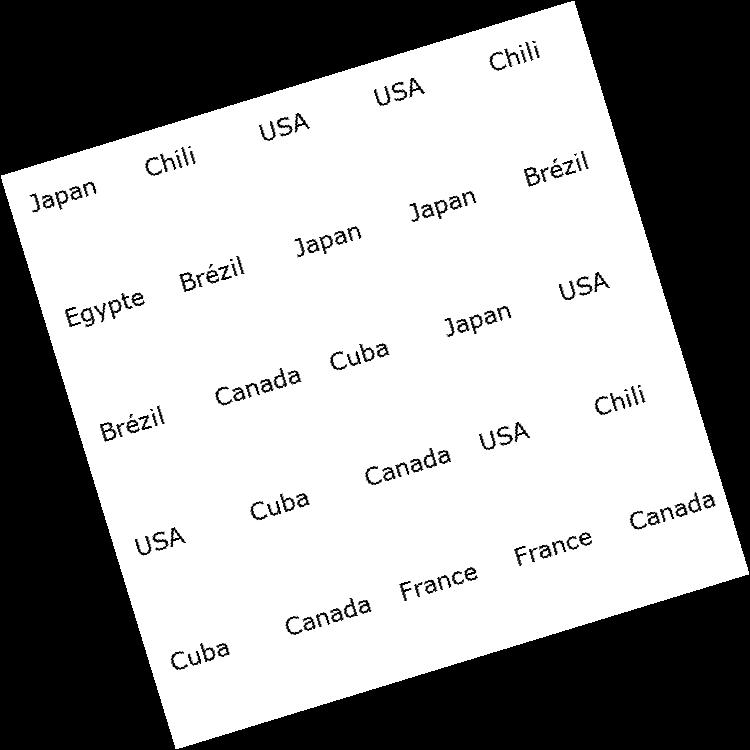 Japan Chili USA USA Chili
Egypte Brézil Japan Japan Brézil
Brézil Canada Cuba Japan USA
USA Cuba Canada USA Chili
Cuba Canada France France Canada